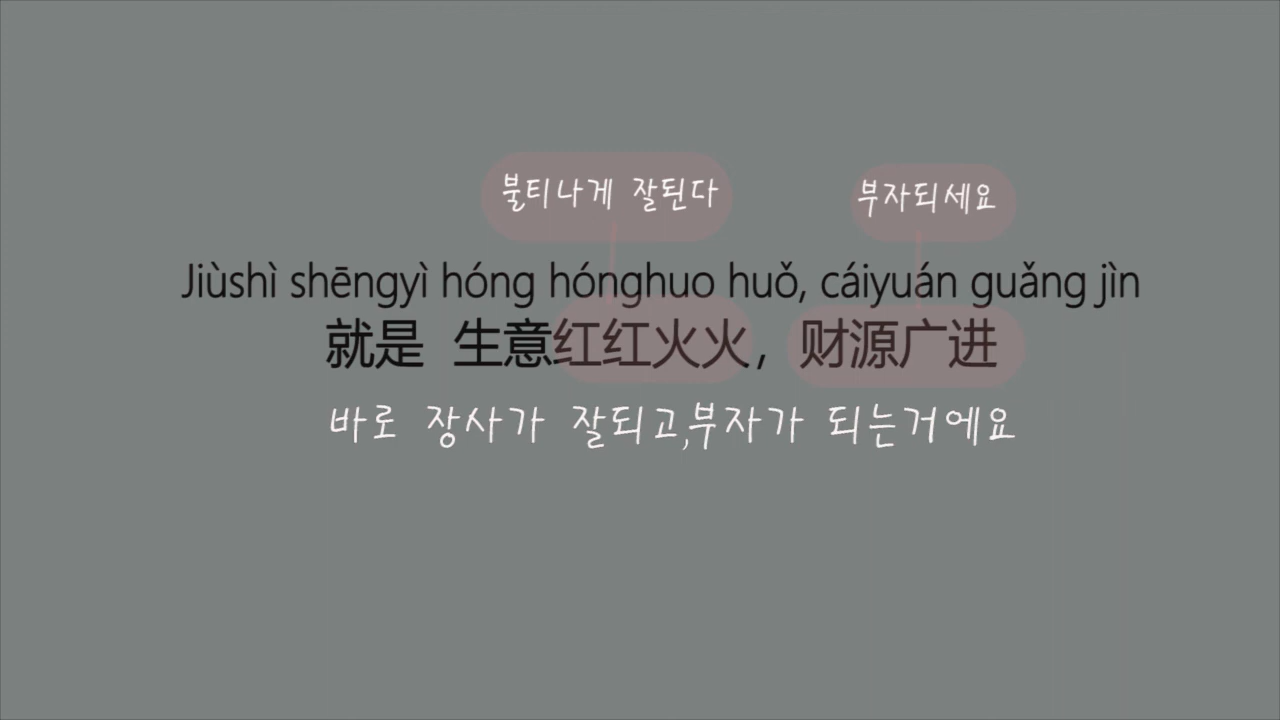 불티나게 잘된다 부자되세요
Jiùshì shēngyì hóng hónghuo huǒ, cáiyuán guǎng jìn
就是 生意红红火火，财源广进
바로 장사가 잘되고,부자가 되는거에요